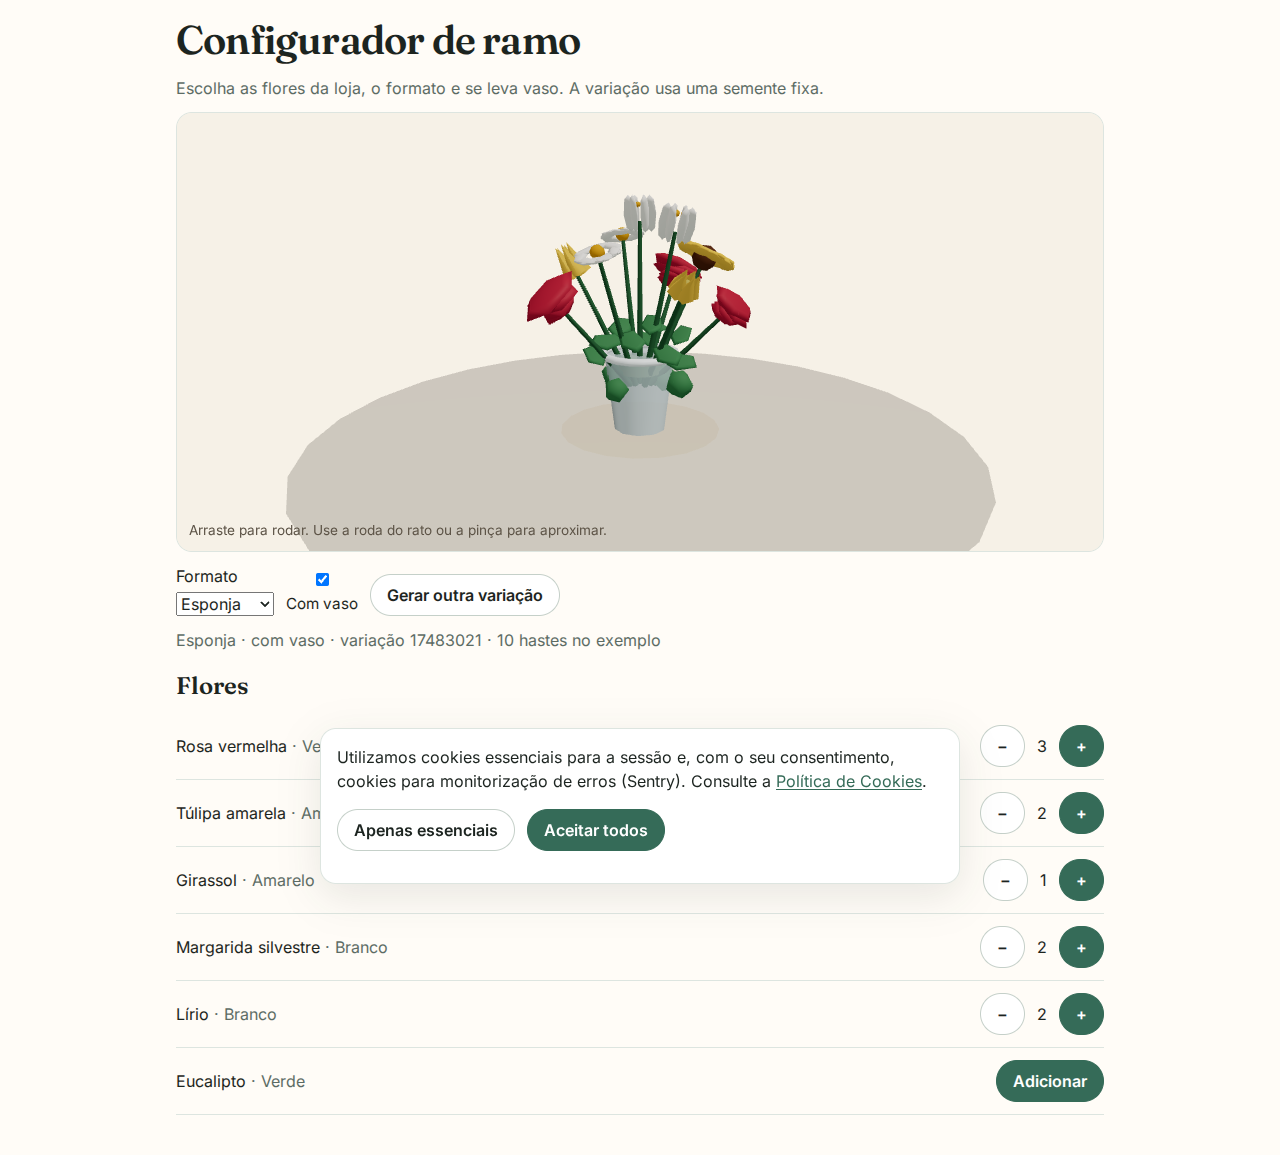 Configurador de ramo
Escolha as flores da loja, o formato e se leva vaso. A variação usa uma semente fixa.
Arraste para rodar. Use a roda do rato ou a pinça para aproximar.
Formato
Esponja
Com vaso
Gerar outra variação
Esponja · com vaso · variação 17483021 · 10 hastes no exemplo
Flores
Rosa vermelha ·
− 3 +
Utilizamos cookies essenciais para a sessão e, com o seu consentimento,
cookies para monitorização de erros (Sentry). Consulte a Política de Cookies.
Apenas essenciais Aceitar todos
Túlipa amarela ·
− 2 +
Girassol · Amarelo
− 1 +
Margarida silvestre · Branco
− 2 +
Lírio · Branco
− 2 +
Eucalipto · Verde
Adicionar